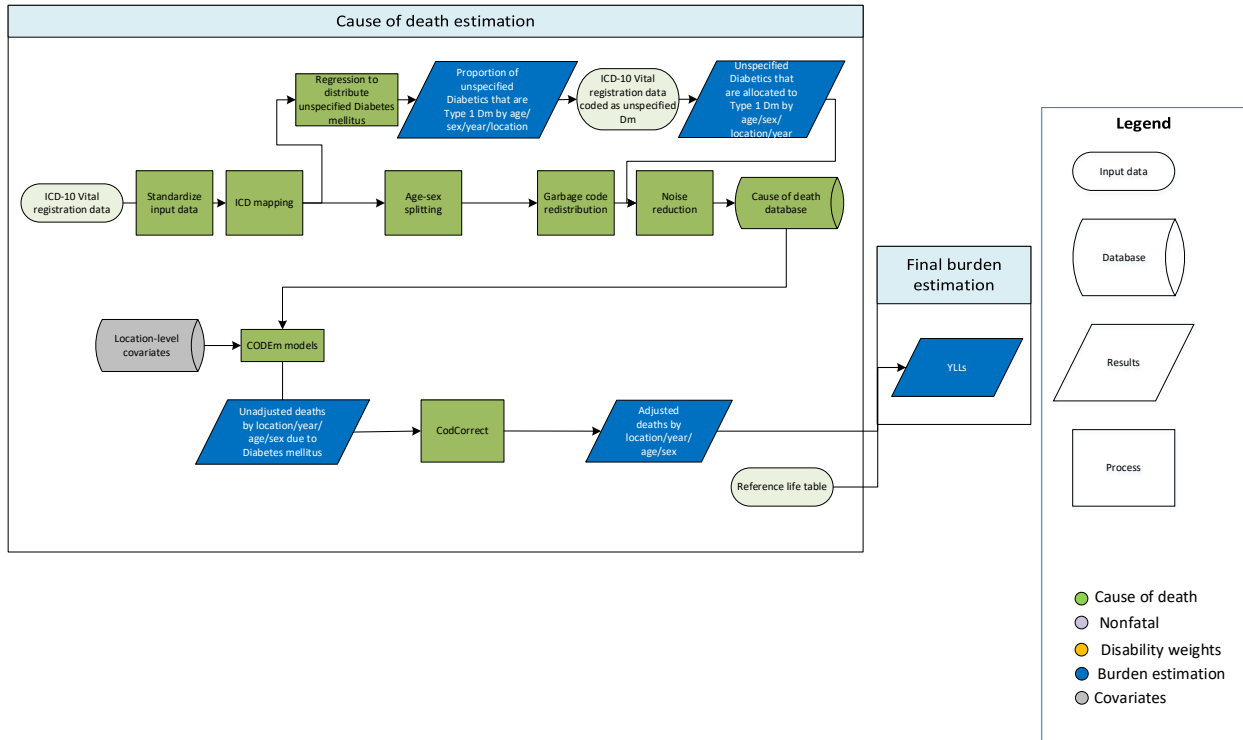 Cause of death estimation
Regression to
distribute
unspecified Diabetes
mellitus
Proportion of
unspecified
Diabetics that are
Type 1 Dm by age/
sex/year/location
ICD-10 Vital
registration data
coded as unspecified
Dm
Unspecified
Diabetics that
are allocated to
Type 1 Dm by
age/sex/
location/year
ICD-10 Vital
registration data
Standardize
input data
ICD mapping
Age-sex
splitting
Garbage code
redistribution
Noise
reduction
Cause of death
database
Location-level
covariates
CODEm models
Unadjusted deaths
by location/year/
age/sex due to
Diabetes mellitus
CodCorrect
Adjusted
deaths by
location/year/
age/sex
Reference life table
Final burden
estimation
YLLs
Legend
Input data
Database
Results
Process
Cause of death
Nonfatal
Disability weights
Burden estimation
Covariates